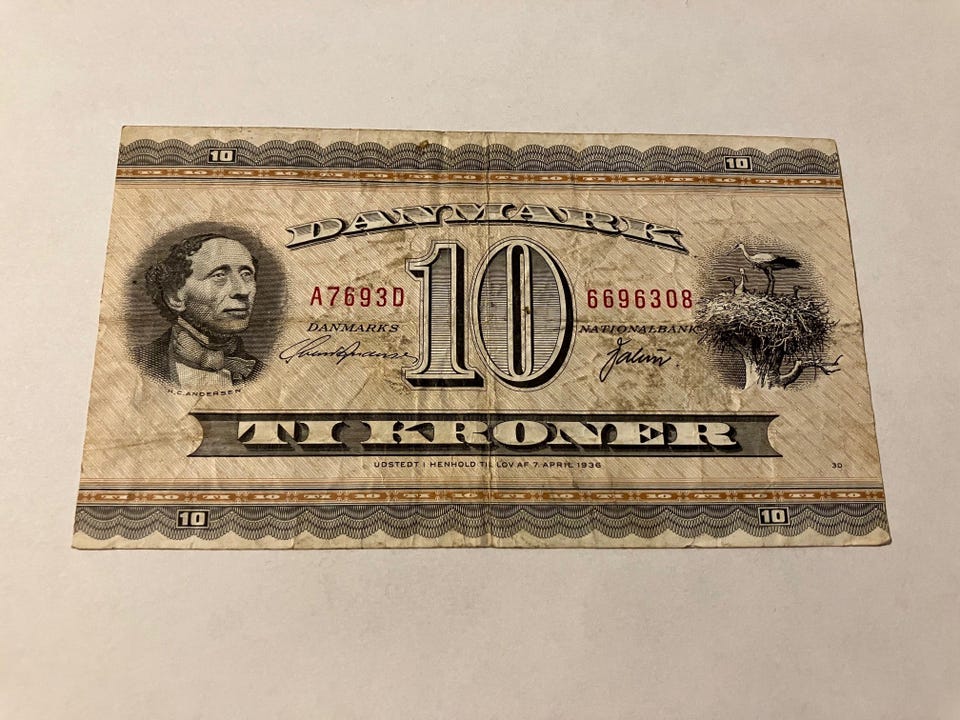 10 10
DANMARK
10
A7693D 6696308
DANMARKS NATIONALBANK
H.C.ANDERSEN
TI KRONER
UDSTEDT I HENHOLD TIL LOV AF 7. APRIL 1936 3D
10 10